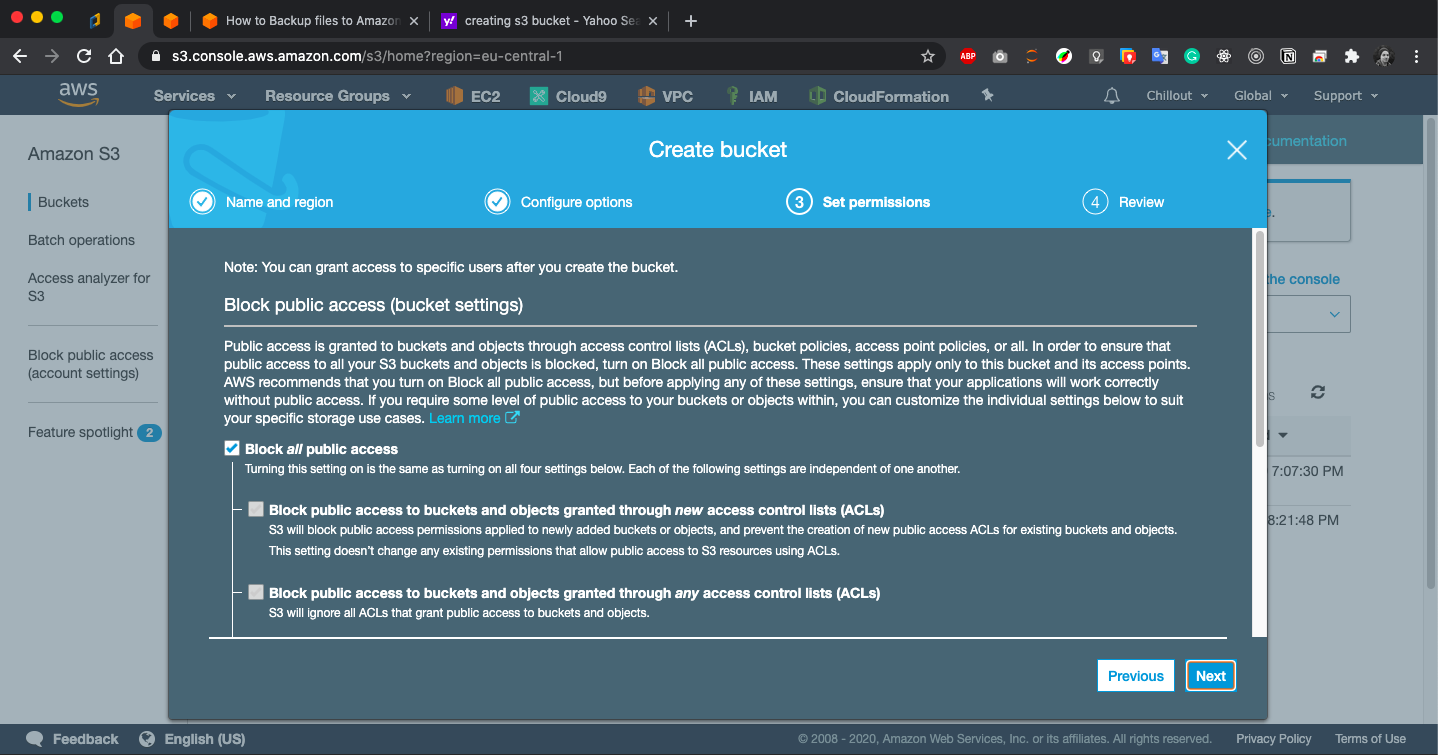 How to Backup files to Amazon
creating s3 bucket - Yahoo Sea
s3.console.aws.amazon.com/s3/home?region=eu-central-1
ABP
aws
Services
Resource Groups
EC2
Cloud9
VPC
IAM
CloudFormation
Chillout
Global
Support
Amazon S3
Buckets
Batch operations
Access analyzer for
S3
Block public access
(account settings)
Feature spotlight 2
cumentation
e.
the console
s
d
7:07:30 PM
8:21:48 PM
Create bucket
Name and region
Configure options
3 Set permissions
4 Review
Note: You can grant access to specific users after you create the bucket.
Block public access (bucket settings)
Public access is granted to buckets and objects through access control lists (ACLs), bucket policies, access point policies, or all. In order to ensure that
public access to all your S3 buckets and objects is blocked, turn on Block all public access. These settings apply only to this bucket and its access points.
AWS recommends that you turn on Block all public access, but before applying any of these settings, ensure that your applications will work correctly
without public access. If you require some level of public access to your buckets or objects within, you can customize the individual settings below to suit
your specific storage use cases. Learn more
Block all public access
Turning this setting on is the same as turning on all four settings below. Each of the following settings are independent of one another.
Block public access to buckets and objects granted through new access control lists (ACLs)
S3 will block public access permissions applied to newly added buckets or objects, and prevent the creation of new public access ACLs for existing buckets and objects.
This setting doesn't change any existing permissions that allow public access to S3 resources using ACLs.
Block public access to buckets and objects granted through any access control lists (ACLs)
S3 will ignore all ACLs that grant public access to buckets and objects.
Previous
Next
Feedback
English (US)
© 2008 - 2020, Amazon Web Services, Inc. or its affiliates. All rights reserved.
Privacy Policy
Terms of Use